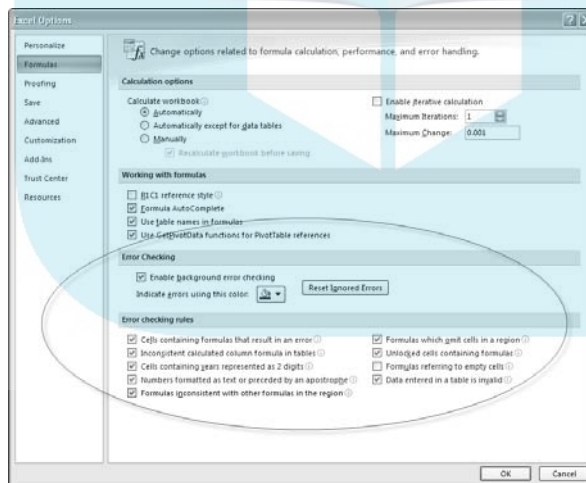 Excel Options
Personalize
Formulas
Proofing
Save
Advanced
Customization
Add-Ins
Trust Center
Resources
Change options related to formula calculation, performance, and error handling.
Calculation options
Calculate workbook
Automatically
Automatically except for data tables
Manually
Recalculate workbook before saving
Enable iterative calculation
Maximum Iterations: 1
Maximum Change: 0.001
Working with formulas
R1C1 reference style
Formula AutoComplete
Use table names in formulas
Use GetPivotData functions for PivotTable references
Error Checking
Enable background error checking
Indicate errors using this color:
Reset Ignored Errors
Error checking rules
Cells containing formulas that result in an error
Inconsistent calculated column formula in tables
Cells containing years represented as 2 digits
Numbers formatted as text or preceded by an apostrophe
Formulas inconsistent with other formulas in the region
Formulas which omit cells in a region
Unlocked cells containing formulas
Formulas referring to empty cells
Data entered in a table is invalid
OK
Cancel